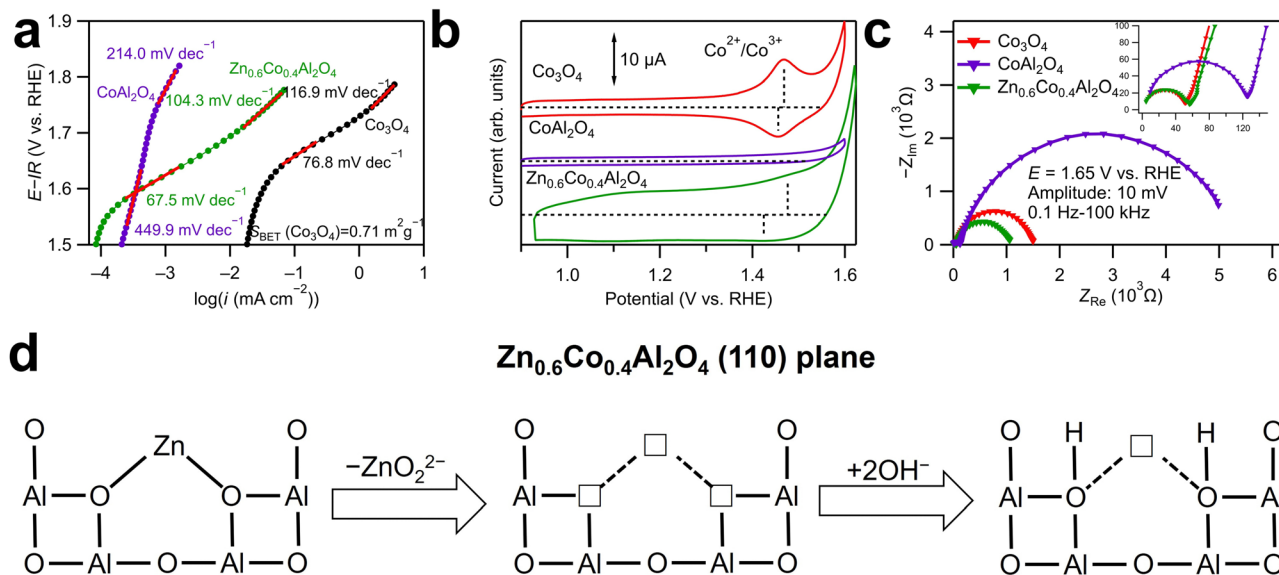 a
1.9
1.8
1.7
1.6
1.5
E−IR (V vs. RHE)
214.0 mV dec⁻¹
CoAl₂O₄
Zn₀.₆Co₀.₄Al₂O₄
104.3 mV dec⁻¹
116.9 mV dec⁻¹
Co₃O₄
76.8 mV dec⁻¹
67.5 mV dec⁻¹
449.9 mV dec⁻¹
S_BET (Co₃O₄)=0.71 m²g⁻¹
−4 −3 −2 −1 0 1
log(i (mA cm⁻²))
b
Current (arb. units)
10 μA
Co²⁺/Co³⁺
Co₃O₄
CoAl₂O₄
Zn₀.₆Co₀.₄Al₂O₄
1.0 1.2 1.4 1.6
Potential (V vs. RHE)
c
4
3
2
1
0
−Z_Im (10³Ω)
Co₃O₄
CoAl₂O₄
Zn₀.₆Co₀.₄Al₂O₄
100
80
60
40
20
0
0 40 80 120
E = 1.65 V vs. RHE
Amplitude: 10 mV
0.1 Hz-100 kHz
0 1 2 3 4 5 6
Z_Re (10³Ω)
d
Zn₀.₆Co₀.₄Al₂O₄ (110) plane
O Zn O
Al O O Al
O Al O Al O
−ZnO₂²⁻
O O
Al Al
O Al O Al O
+2OH⁻
O H H O
Al O O A
O Al O Al O